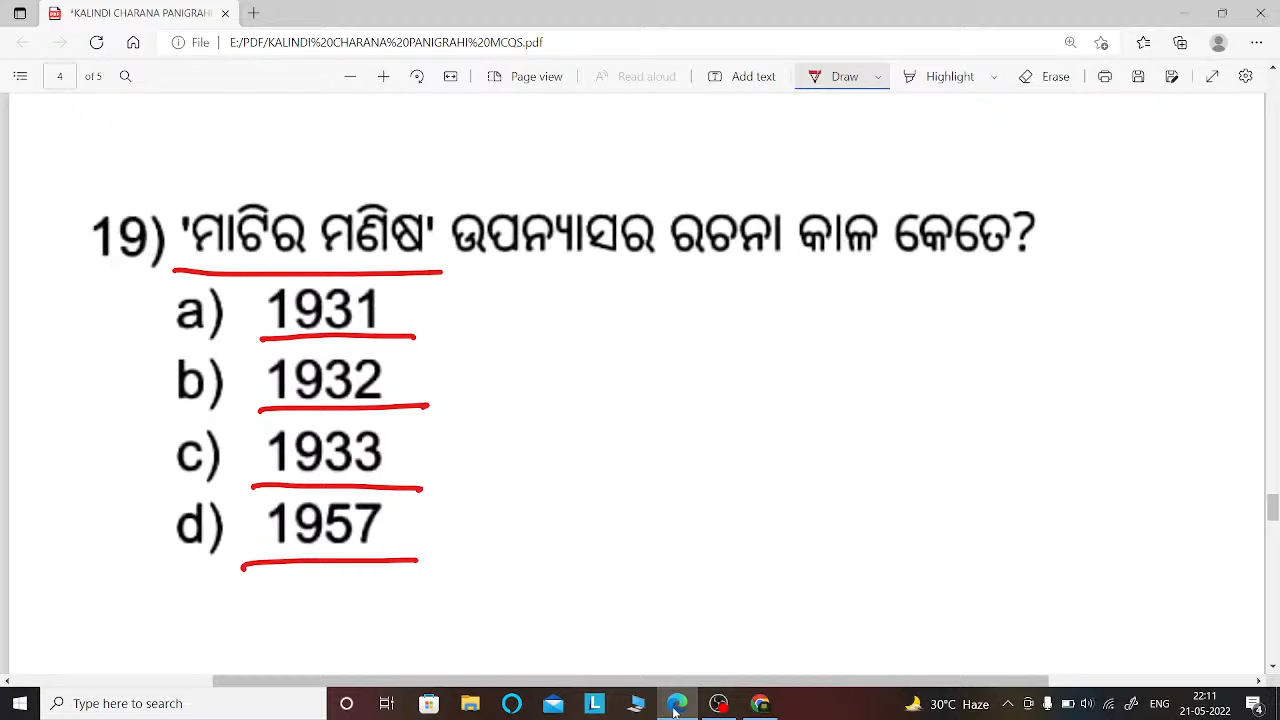 *KALINDI CHARANA PANIGRAHI
File E:/PDF/KALINDI%20CHARANA%20PANIGRAHI%20MCQS.pdf
4 of 5 Page view Read aloud Add text Draw Highlight Erase
19) 'ମାଟିର ମଣିଷ' ଉପନ୍ୟାସର ରଚନା କାଳ କେତେ?
a) 1931
b) 1932
c) 1933
d) 1957
Type here to search 30°C Haze ENG 22:11
21-05-2022